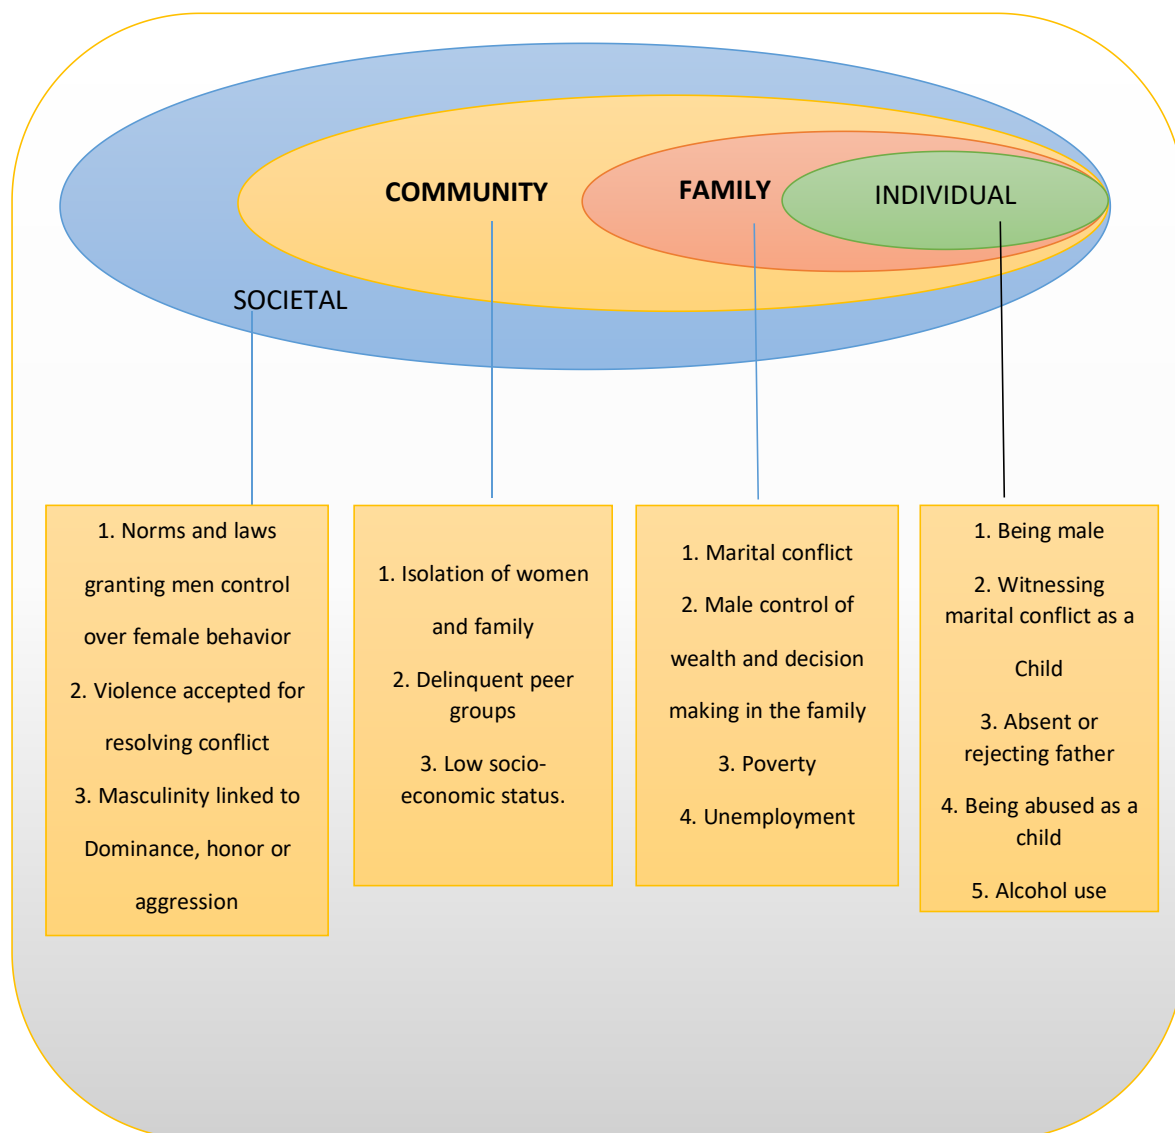 COMMUNITY
FAMILY
INDIVIDUAL
SOCIETAL
1. Norms and laws
granting men control
over female behavior
2. Violence accepted for
resolving conflict
3. Masculinity linked to
Dominance, honor or
aggression
1. Isolation of women
and family
2. Delinquent peer
groups
3. Low socio-
economic status.
1. Marital conflict
2. Male control of
wealth and decision
making in the family
3. Poverty
4. Unemployment
1. Being male
2. Witnessing
marital conflict as a
Child
3. Absent or
rejecting father
4. Being abused as a
child
5. Alcohol use